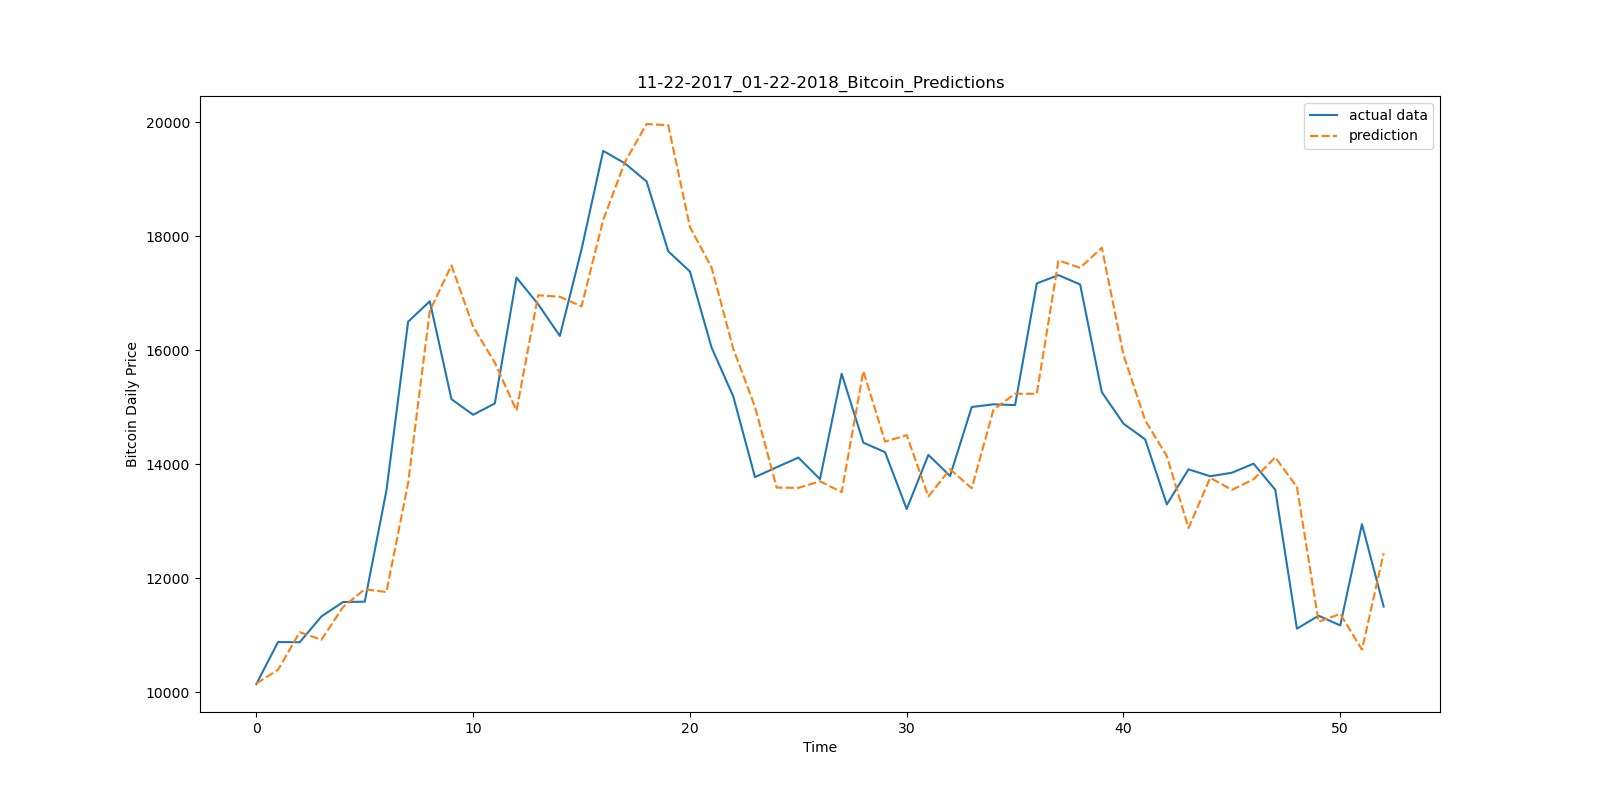 11-22-2017_01-22-2018_Bitcoin_Predictions
actual data
prediction
20000
18000
16000
14000
12000
10000
Bitcoin Daily Price
0 10 20 30 40 50
Time